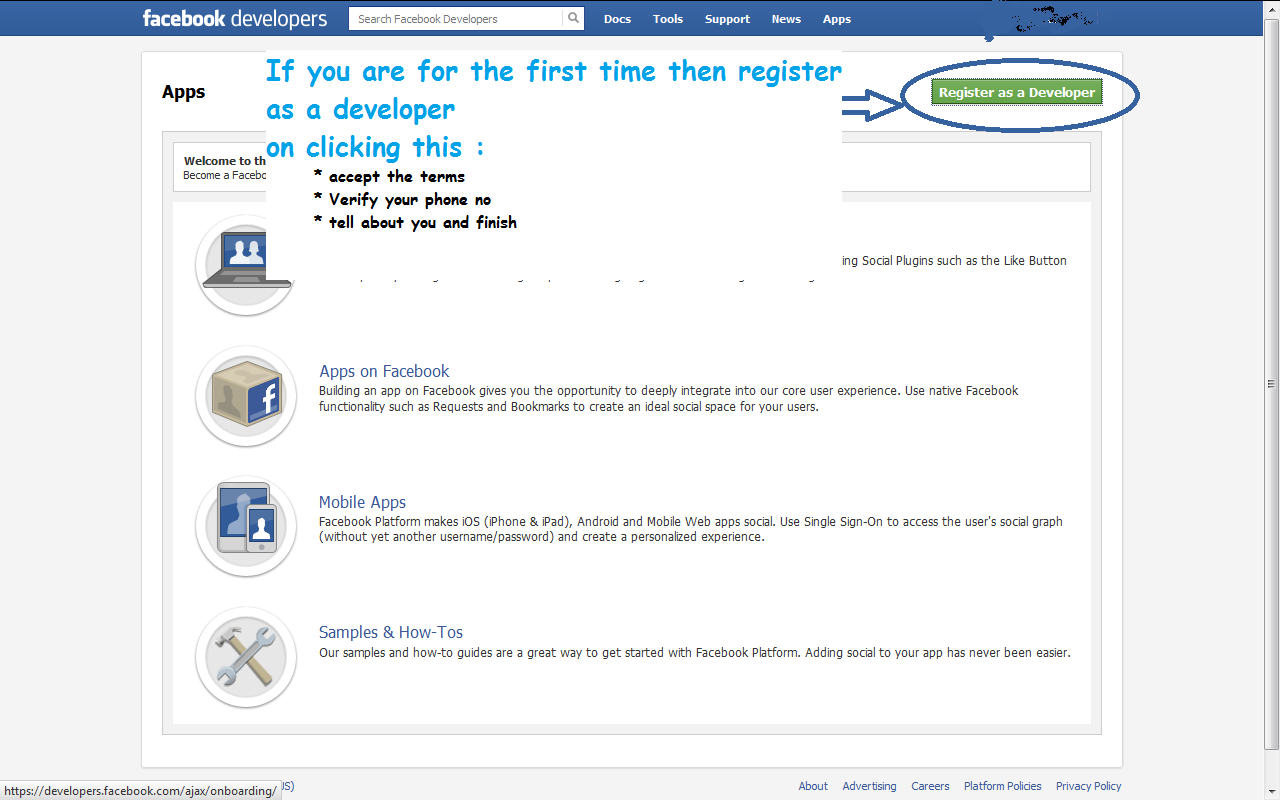 facebook developers Search Facebook Developers Docs Tools Support News Apps
If you are for the first time then register
as a developer
on clicking this :
* accept the terms
* Verify your phone no
* tell about you and finish
Apps
Register as a Developer
Welcome to th
Become a Facebo
ing Social Plugins such as the Like Button
Apps on Facebook
Building an app on Facebook gives you the opportunity to deeply integrate into our core user experience. Use native Facebook
functionality such as Requests and Bookmarks to create an ideal social space for your users.
Mobile Apps
Facebook Platform makes iOS (iPhone & iPad), Android and Mobile Web apps social. Use Single Sign-On to access the user's social graph
(without yet another username/password) and create a personalized experience.
Samples & How-Tos
Our samples and how-to guides are a great way to get started with Facebook Platform. Adding social to your app has never been easier.
https://developers.facebook.com/ajax/onboarding/ US) About Advertising Careers Platform Policies Privacy Policy